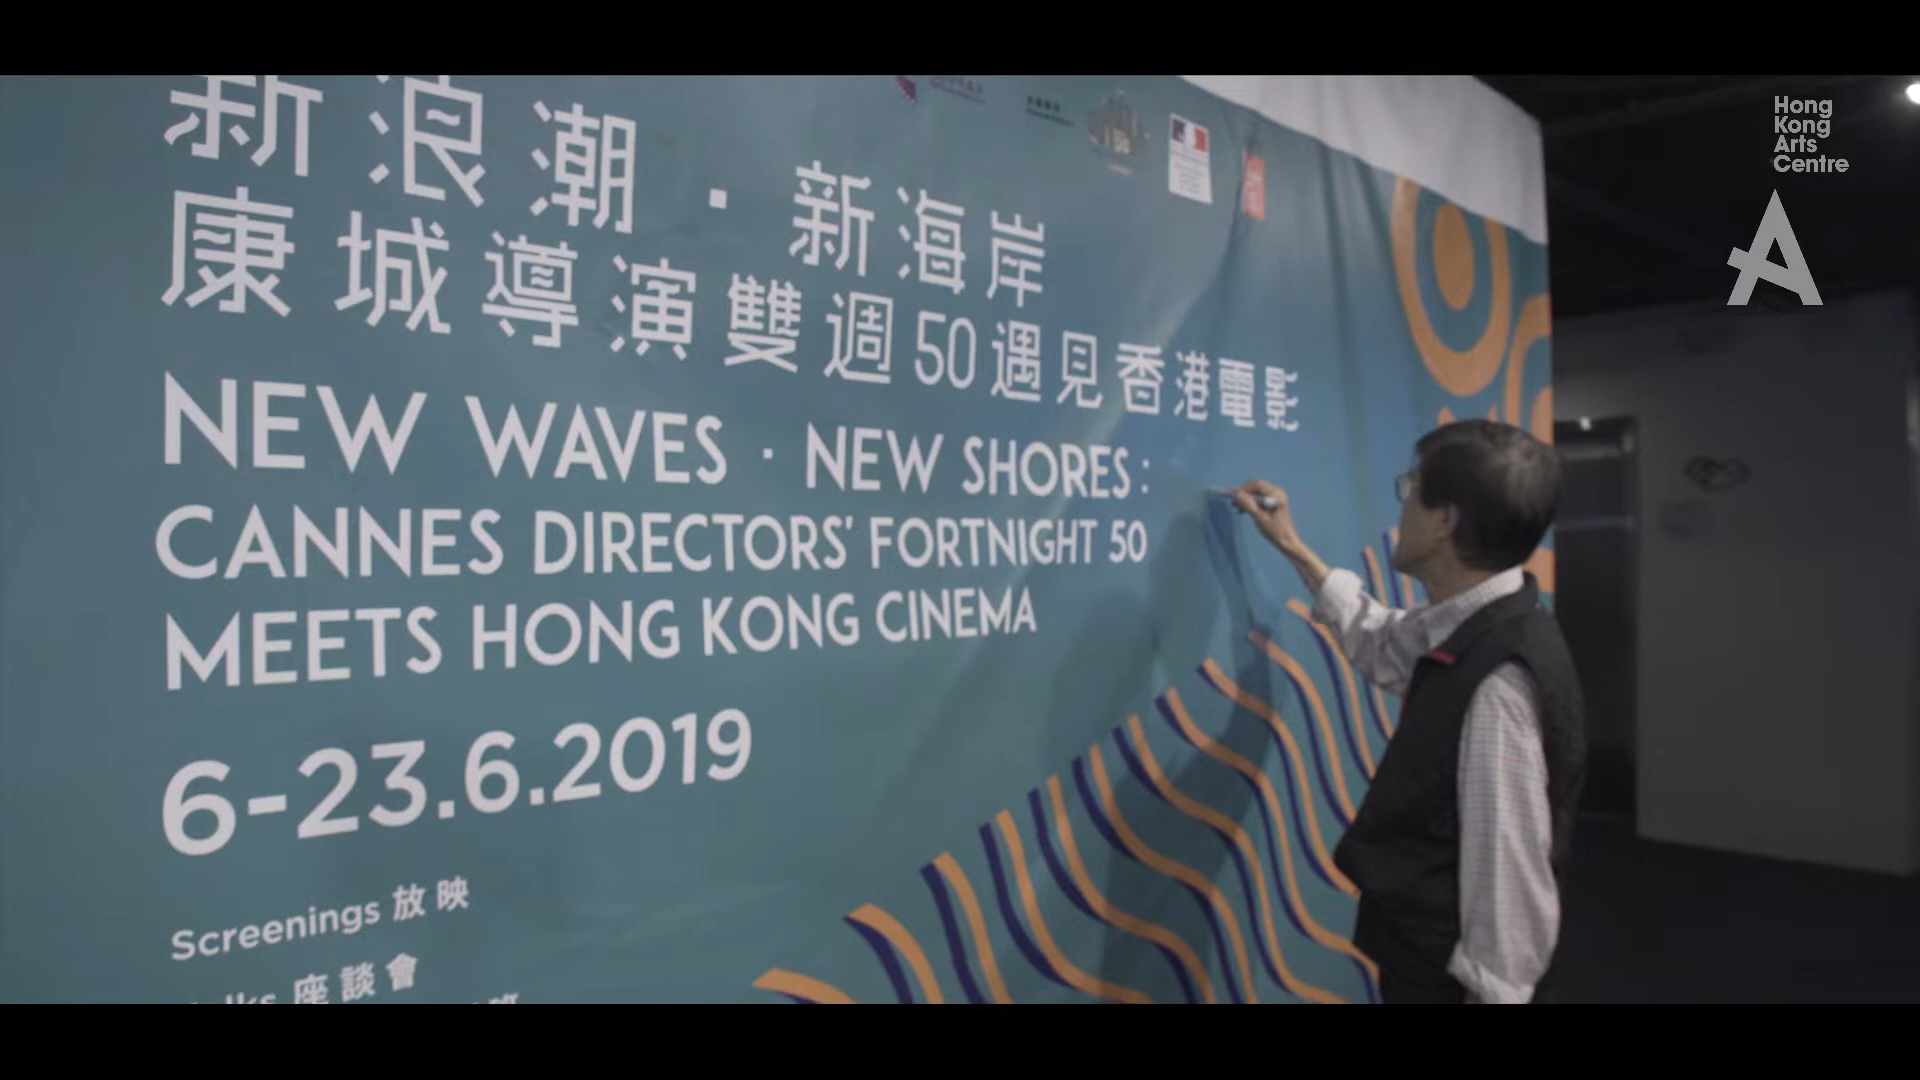 新浪潮・新海岸
康城導演雙週50遇見香港電影
NEW WAVES · NEW SHORES :
CANNES DIRECTORS' FORTNIGHT 50
MEETS HONG KONG CINEMA
6-23.6.2019
Screenings 放映
座談會
Hong
Kong
Arts
Centre